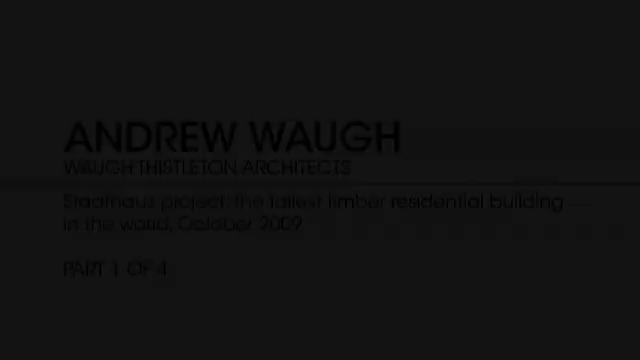 ANDREW WAUGH
WAUGH THISTLETON ARCHITECTS
Stadthaus project: the tallest timber residential building
in the world, October 2009
PART 1 OF 4